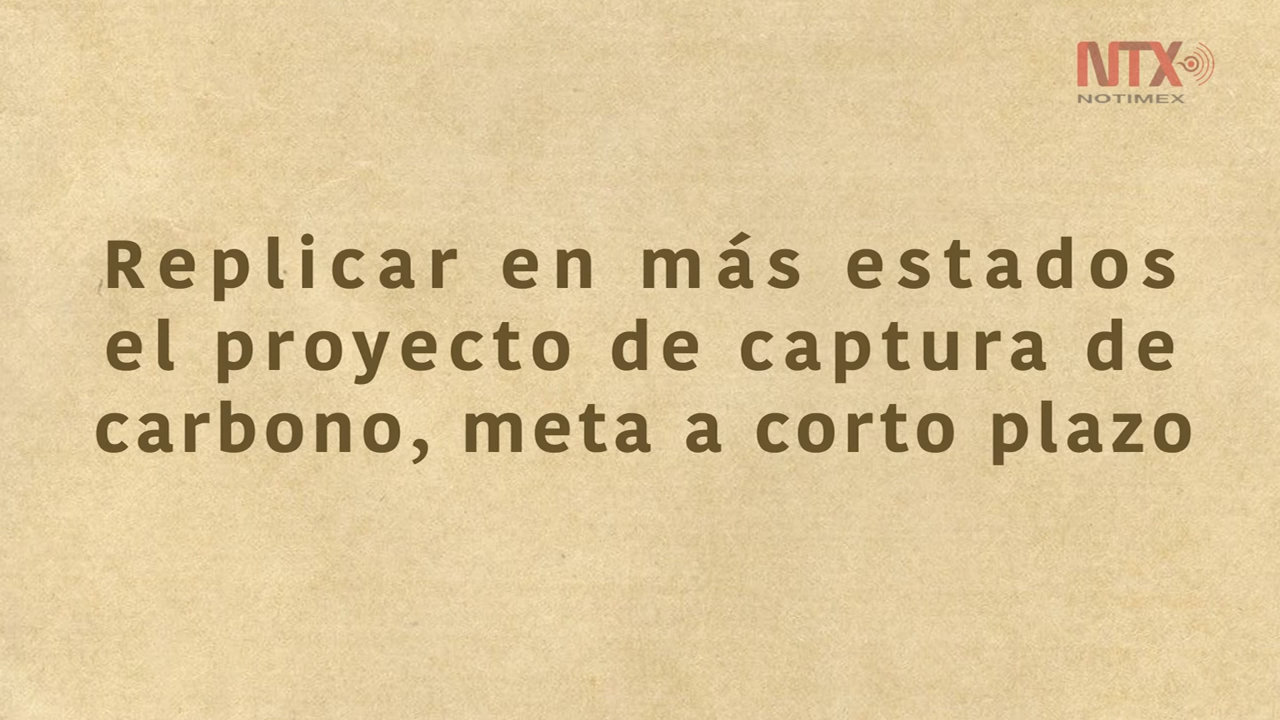 NTX
NOTIMEX
Replicar en más estados
el proyecto de captura de
carbono, meta a corto plazo